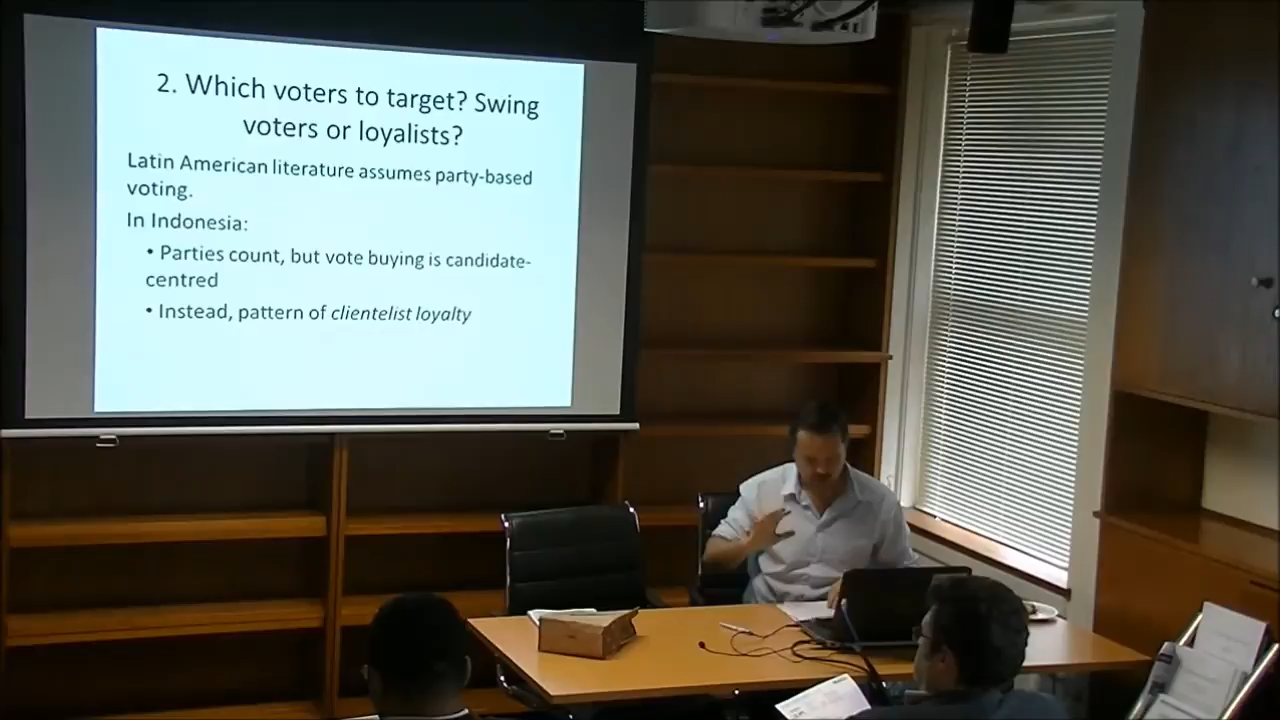 2. Which voters to target? Swing
voters or loyalists?
Latin American literature assumes party-based
voting.
In Indonesia:
• Parties count, but vote buying is candidate-
centred
• Instead, pattern of clientelist loyalty